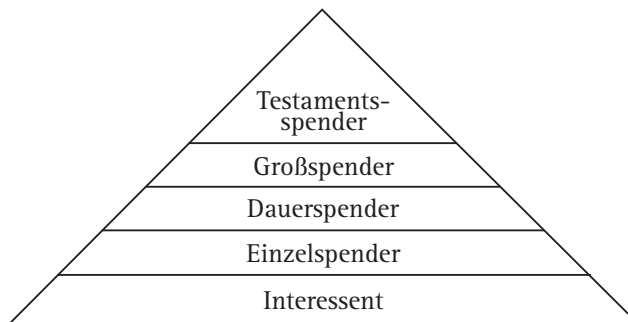 Testaments-
spender
Großspender
Dauerspender
Einzelspender
Interessent